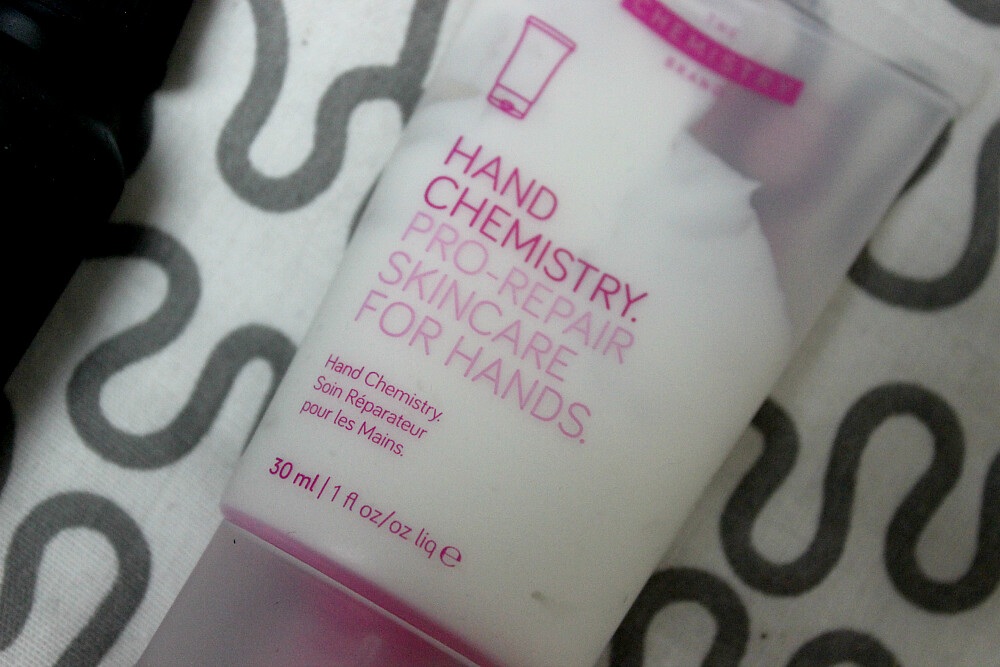 THE
CHEMISTRY
BRAND
HAND
CHEMISTRY.
PRO-REPAIR
SKINCARE
FOR HANDS.
Hand Chemistry.
Soin Réparateur
pour les Mains.
30 ml | 1 fl oz/oz liq ℮